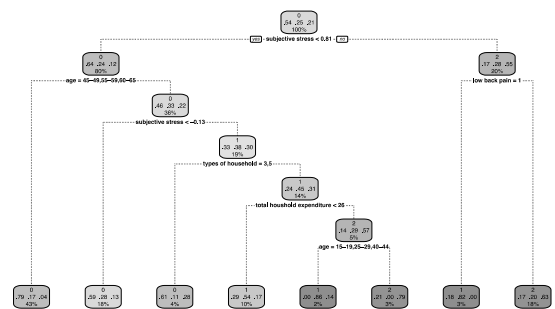 0
.54 .25 .21
100%
yes subjective stress < 0.81 no
0
.64 .24 .12
80%
age = 45−49,55−59,60−65
2
.17 .28 .55
20%
low back pain = 1
0
.46 .33 .22
36%
subjective stress < −0.13
1
.33 .38 .30
19%
types of household = 3,5
1
.24 .45 .31
14%
total houshold expenditure < 26
2
.14 .29 .57
5%
age = 15−19,25−29,40−44
0
.79 .17 .04
43%
0
.59 .28 .13
18%
0
.61 .11 .28
4%
1
.29 .54 .17
10%
1
.00 .86 .14
2%
2
.21 .00 .79
3%
1
.18 .82 .00
3%
2
.17 .20 .63
18%